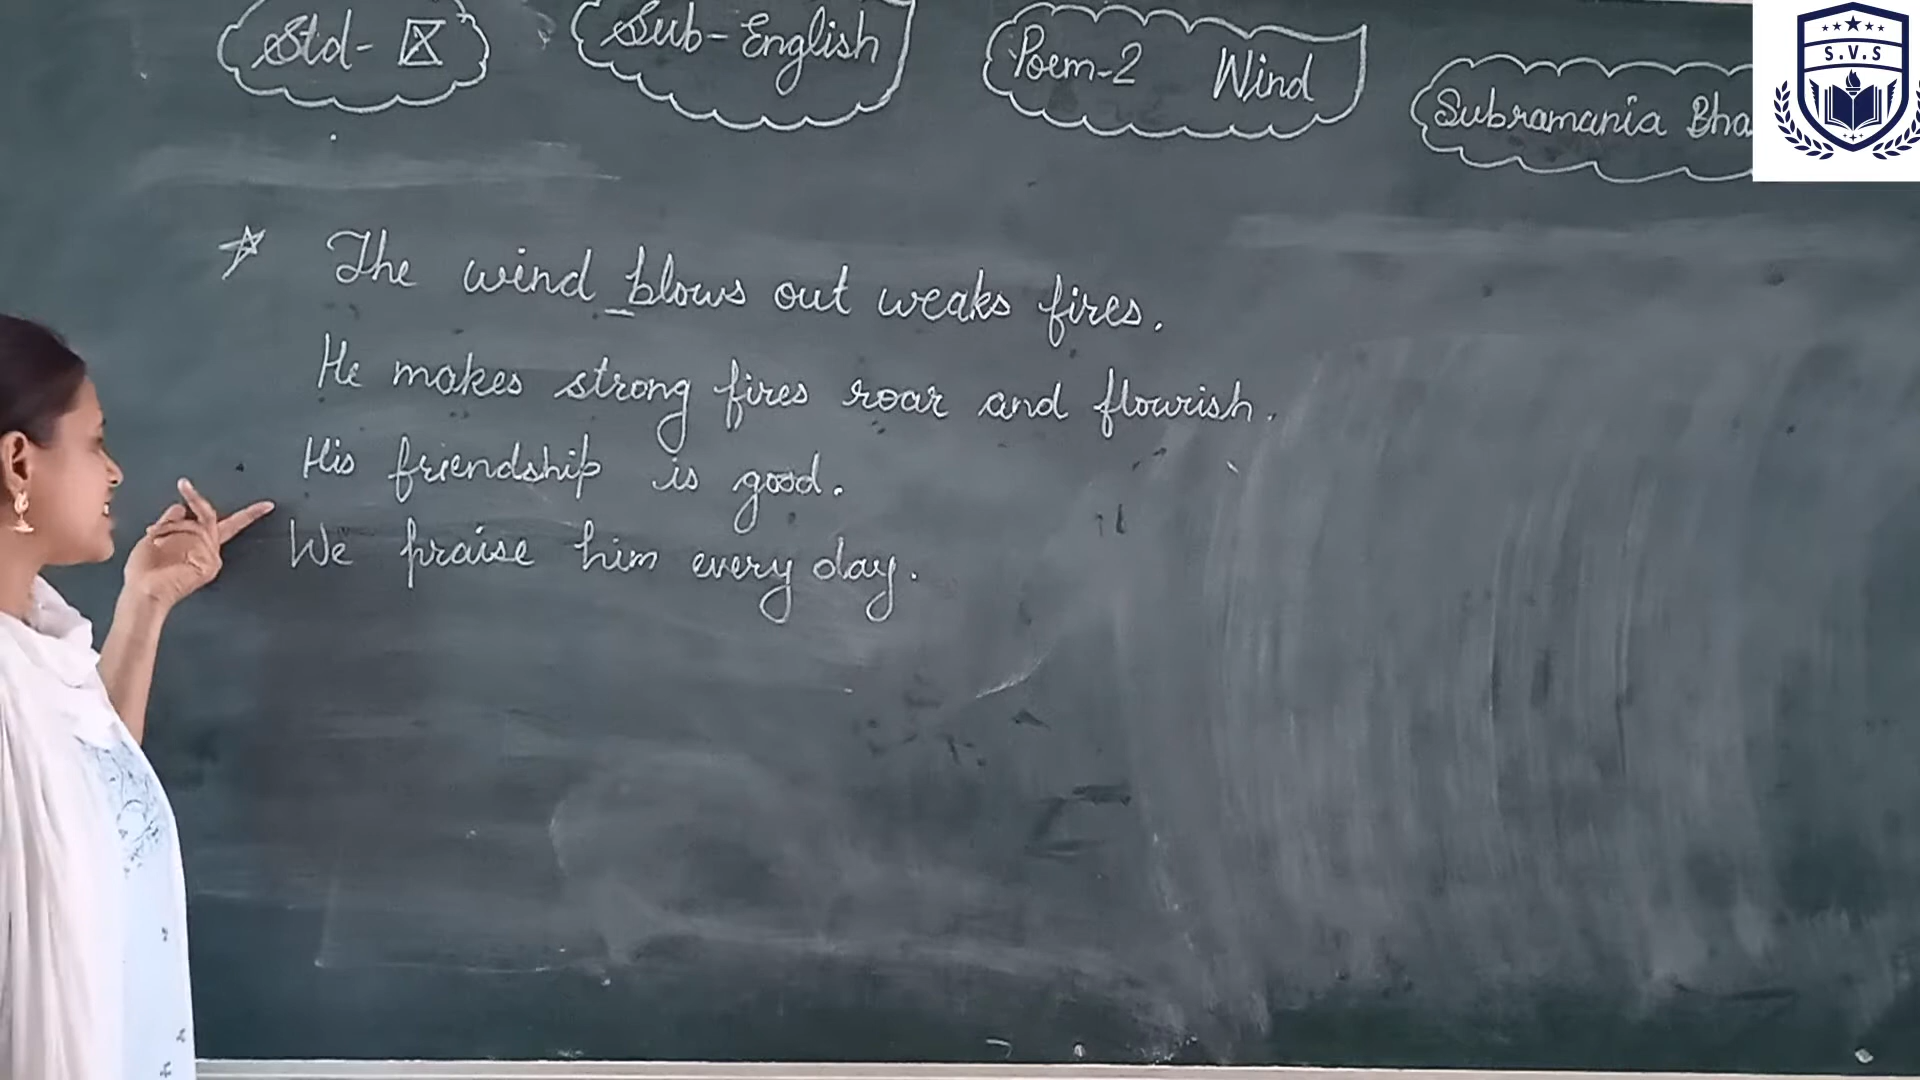 Std- IX
Sub- English
Poem-2 Wind
Subramania Bha
S.V.S
The wind blows out weaks fires.
He makes strong fires roar and flourish.
His friendship is good.
We praise him every day.